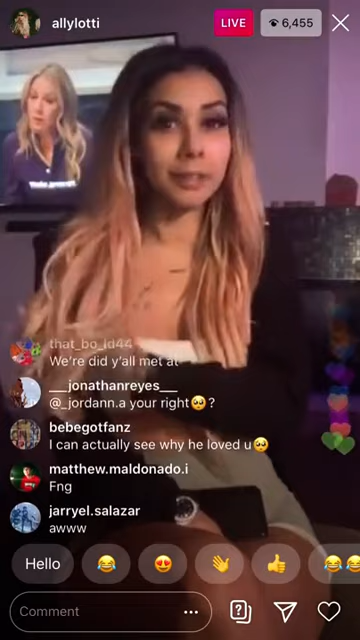 allylotti
LIVE
6,455
that_bo_id44
We're did y'all met at
___jonathanreyes___
@_jordann.a your right🥺?
bebegotfanz
I can actually see why he loved u🥺
matthew.maldonado.i
Fng
jarryel.salazar
awww
Hello 😂 😍 👋 👍 😂😂
Comment